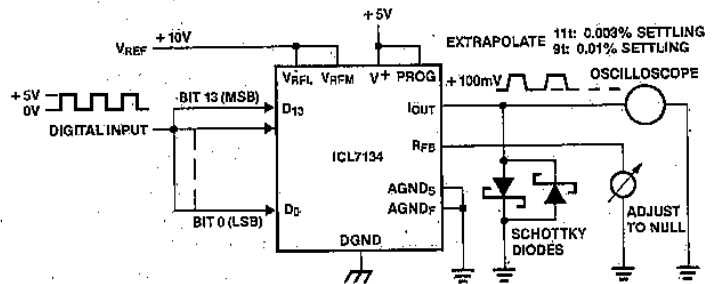 +5V
+10V
VREF
EXTRAPOLATE
11t: 0.003% SETTLING
9t: 0.01% SETTLING
VRFL VRFM V+ PROG
+100mV
OSCILLOSCOPE
+5V
0V
BIT 13 (MSB)
D13
IOUT
DIGITAL INPUT
ICL7134
RFB
AGNDS
AGNDF
D0
BIT 0 (LSB)
DGND
SCHOTTKY
DIODES
ADJUST
TO NULL